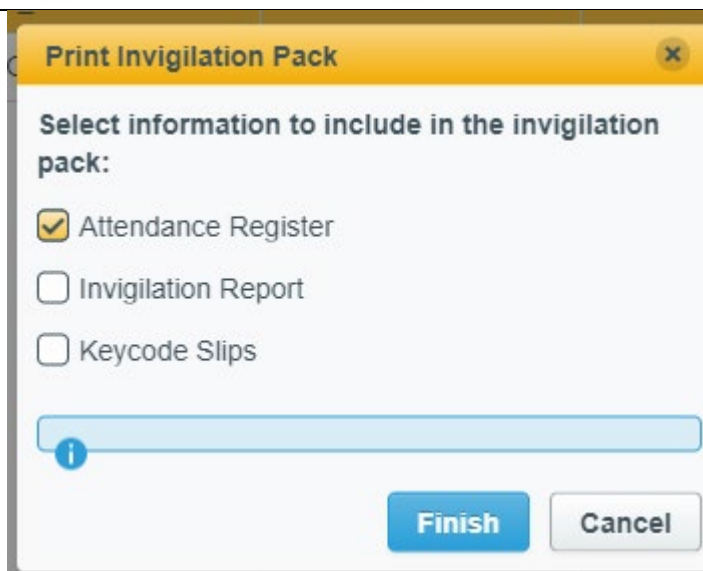 Print Invigilation Pack
Select information to include in the invigilation
pack:
Attendance Register
Invigilation Report
Keycode Slips
Finish
Cancel